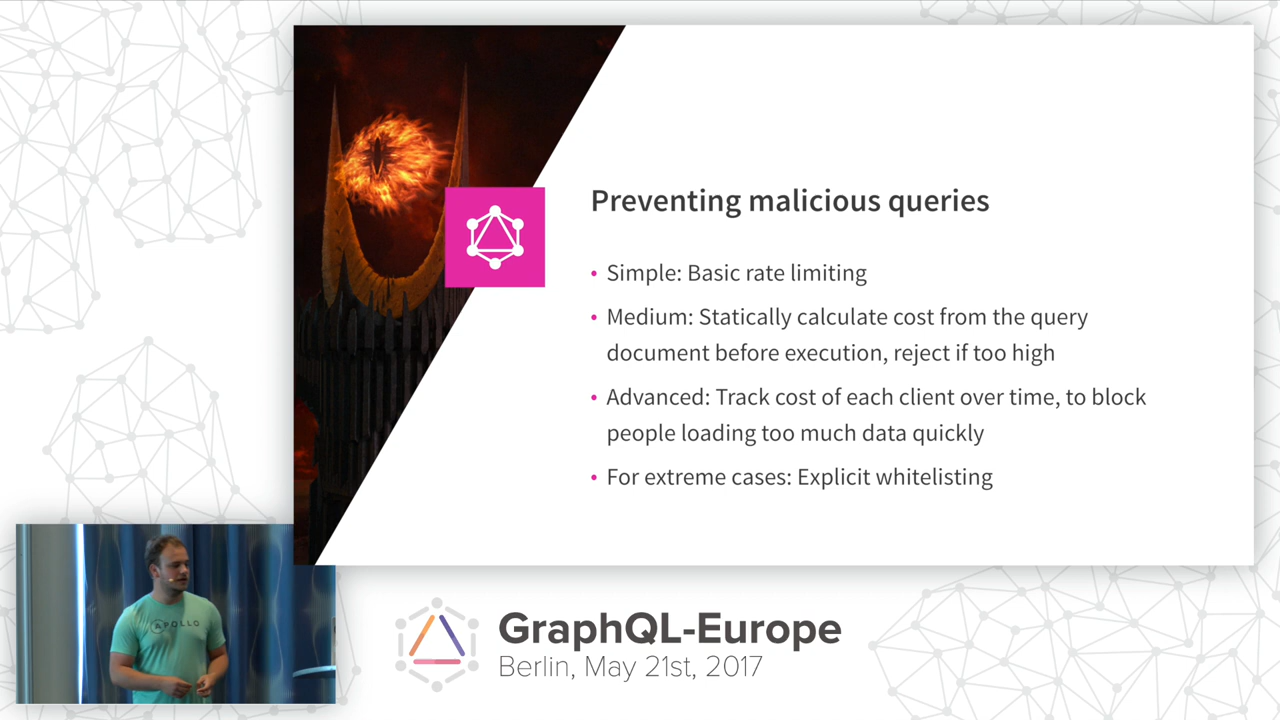 Preventing malicious queries
• Simple: Basic rate limiting
• Medium: Statically calculate cost from the query
document before execution, reject if too high
• Advanced: Track cost of each client over time, to block
people loading too much data quickly
• For extreme cases: Explicit whitelisting
APOLLO
GraphQL-Europe
Berlin, May 21st, 2017